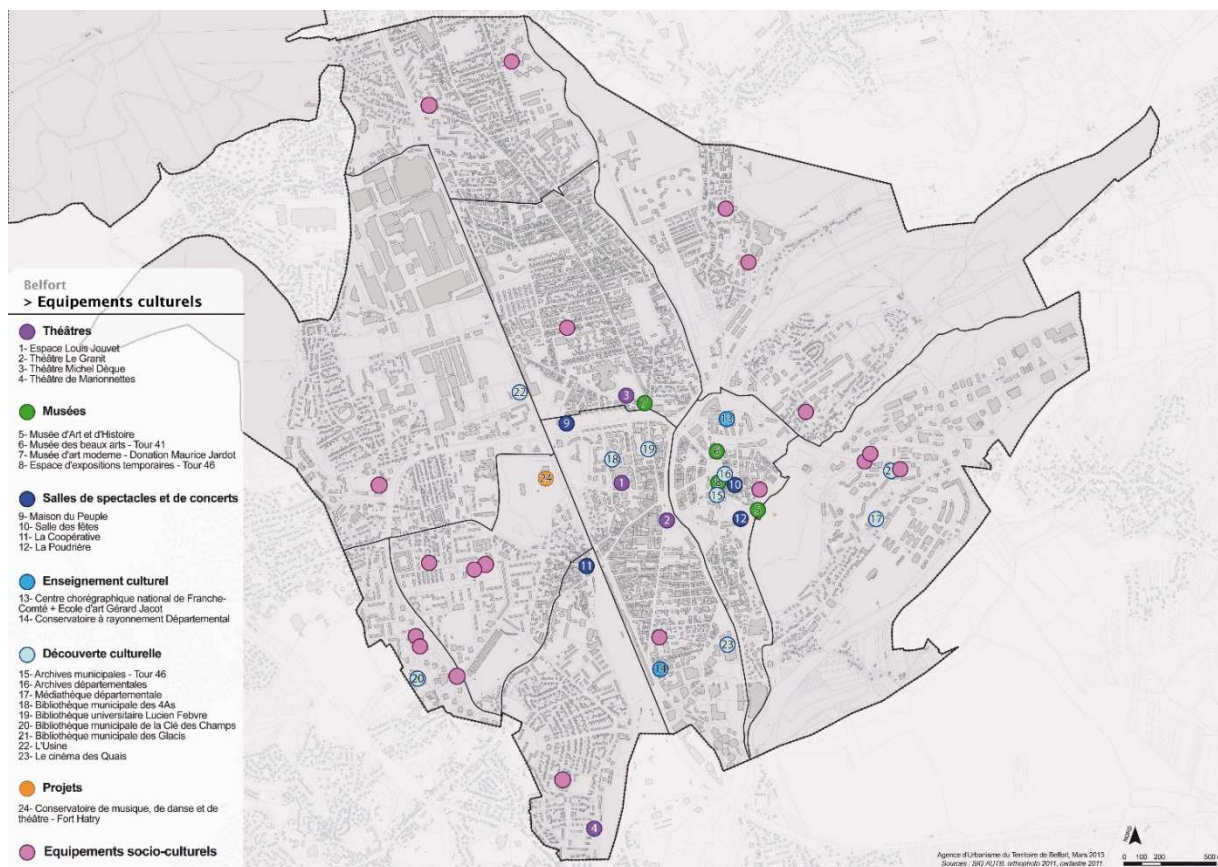 Belfort
> Equipements culturels
Théâtres
1- Espace Louis Jouvet
2- Théâtre Le Granit
3- Théâtre Michel Dèque
4- Théâtre de Marionnettes
Musées
5- Musée d'Art et d'Histoire
6- Musée des beaux arts - Tour 41
7- Musée d'art moderne - Donation Maurice Jardot
8- Espace d'expositions temporaires - Tour 46
Salles de spectacles et de concerts
9- Maison du Peuple
10- Salle des fêtes
11- La Coopérative
12- La Poudrière
Enseignement culturel
13- Centre chorégraphique national de Franche-
Comté + Ecole d'art Gérard Jacot
14- Conservatoire à rayonnement Départemental
Découverte culturelle
15- Archives municipales - Tour 46
16- Archives départementales
17- Médiathèque départementale
18- Bibliothèque municipale des 4As
19- Bibliothèque universitaire Lucien Febvre
20- Bibliothèque municipale de la Clé des Champs
21- Bibliothèque municipale des Glacis
22- L'Usine
23- Le cinéma des Quais
Projets
24- Conservatoire de musique, de danse et de
théâtre - Fort Hatry
Equipements socio-culturels
22
3
7
9
13
18
19
24
1
16
10
15
2
12
5
17
11
23
14
20
4
NORD
Agence d'Urbanisme du Territoire de Belfort, Mars 2013
Sources : SIG AUTB, orthophoto 2011, cadastre 2011
0 100 200 500